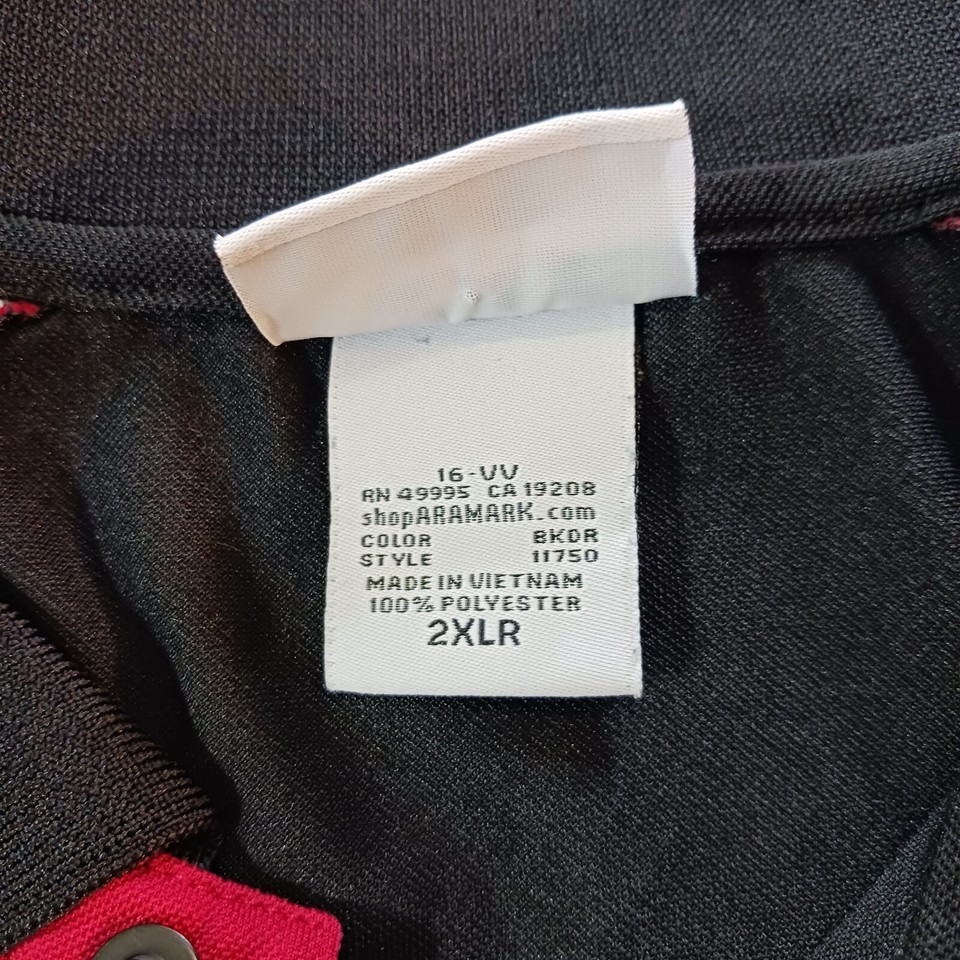 16-VV
RN 49995 CA 19208
shopARAMARK.com
COLOR BKDR
STYLE 11750
MADE IN VIETNAM
100% POLYESTER
2XLR